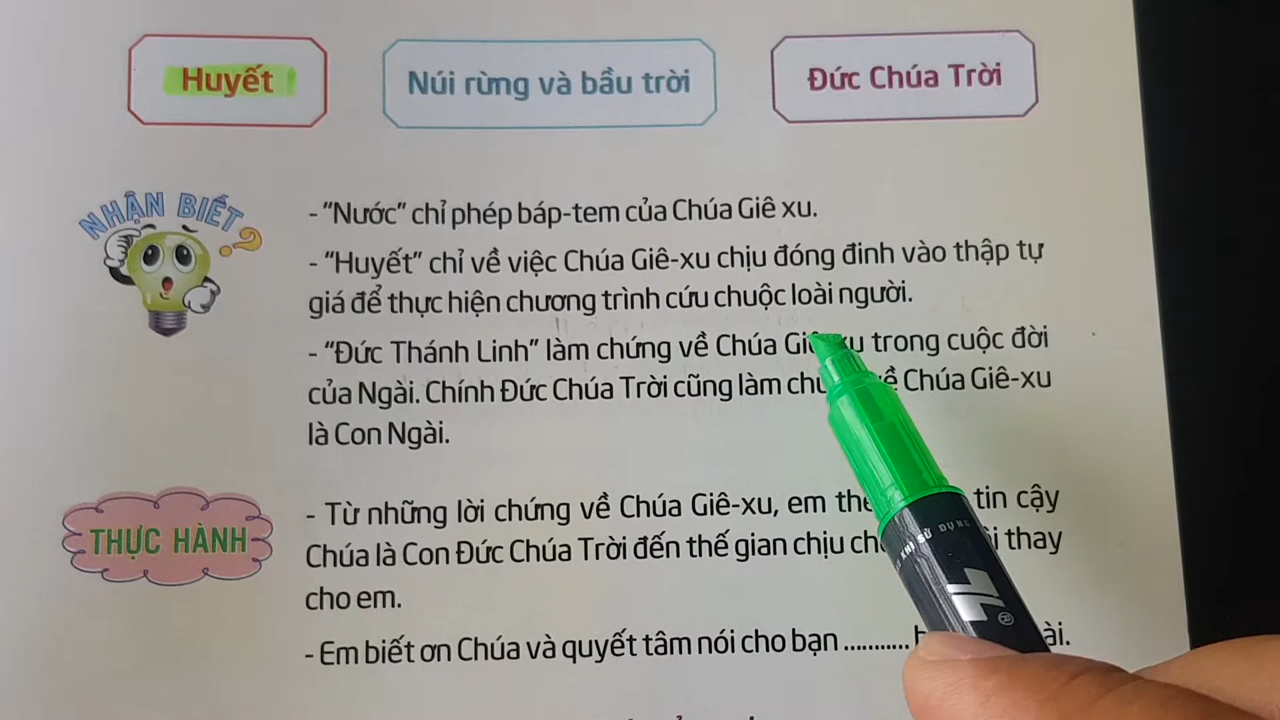 Huyết
Núi rừng và bầu trời
Đức Chúa Trời
NHẬN BIẾT?
- "Nước" chỉ phép báp-tem của Chúa Giê xu.
- "Huyết" chỉ về việc Chúa Giê-xu chịu đóng đinh vào thập tự
giá để thực hiện chương trình cứu chuộc loài người.
- "Đức Thánh Linh" làm chứng về Chúa Giê-xu trong cuộc đời
của Ngài. Chính Đức Chúa Trời cũng làm về Chúa Giê-xu
là Con Ngài.
THỰC HÀNH
- Từ những lời chứng về Chúa Giê-xu, em tin cậy
Chúa là Con Đức Chúa Trời đến thế gian chịu thay
cho em.
- Em biết ơn Chúa và quyết tâm nói cho bạn ...........
KHI SỬ DỤNG
TL